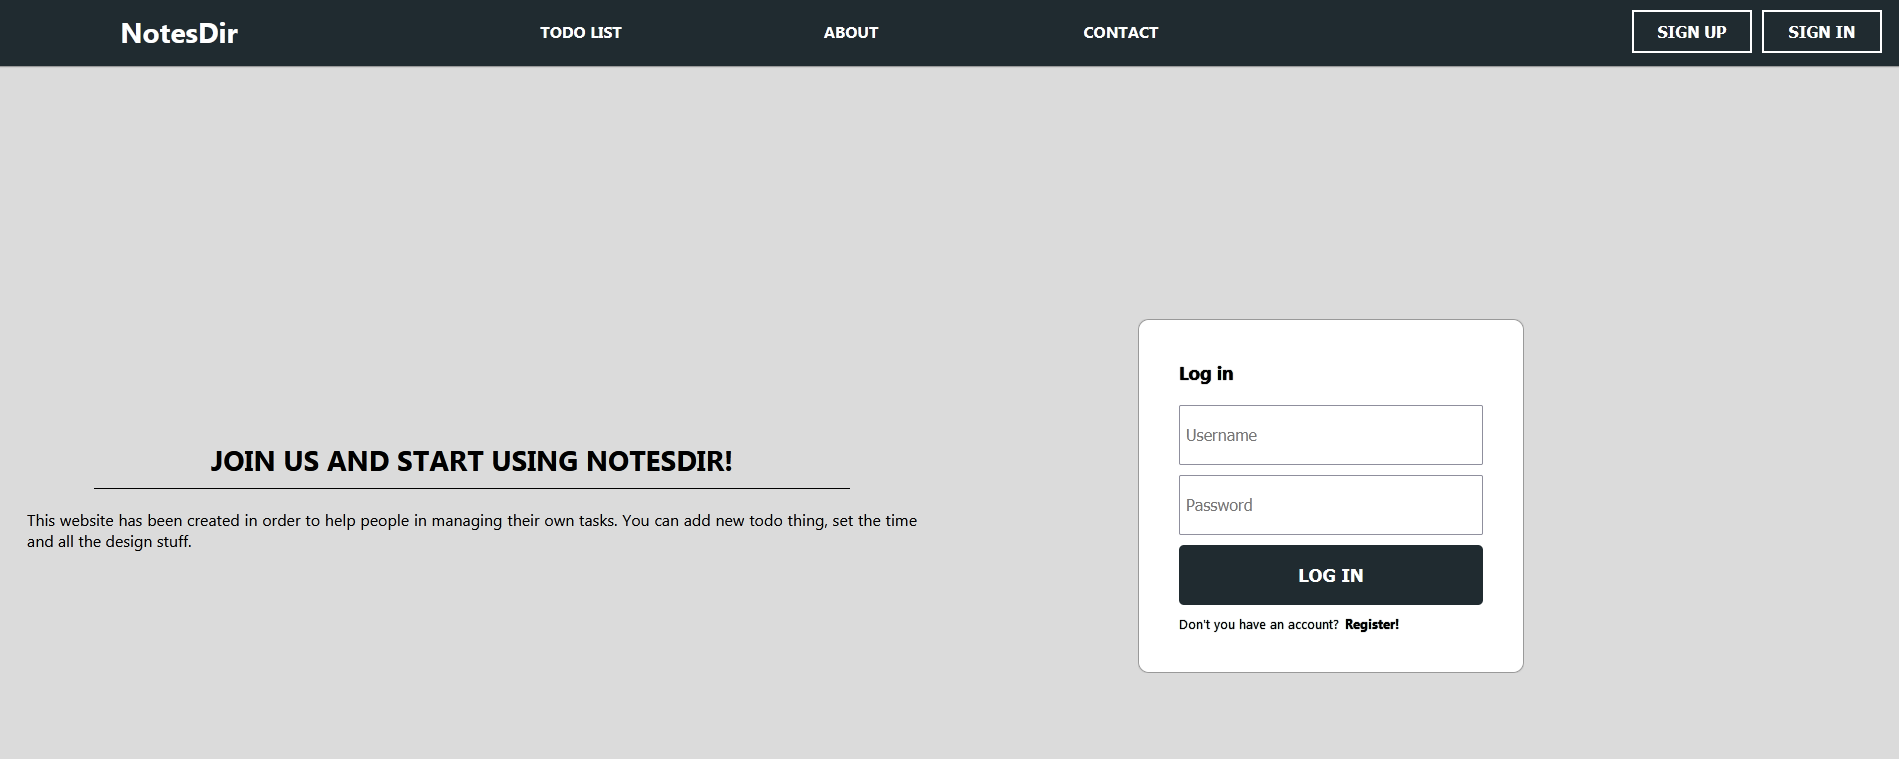 NotesDir
TODO LIST
ABOUT
CONTACT
SIGN UP
SIGN IN
JOIN US AND START USING NOTESDIR!
This website has been created in order to help people in managing their own tasks. You can add new todo thing, set the time
and all the design stuff.
Log in
Username
Password
LOG IN
Don't you have an account? Register!